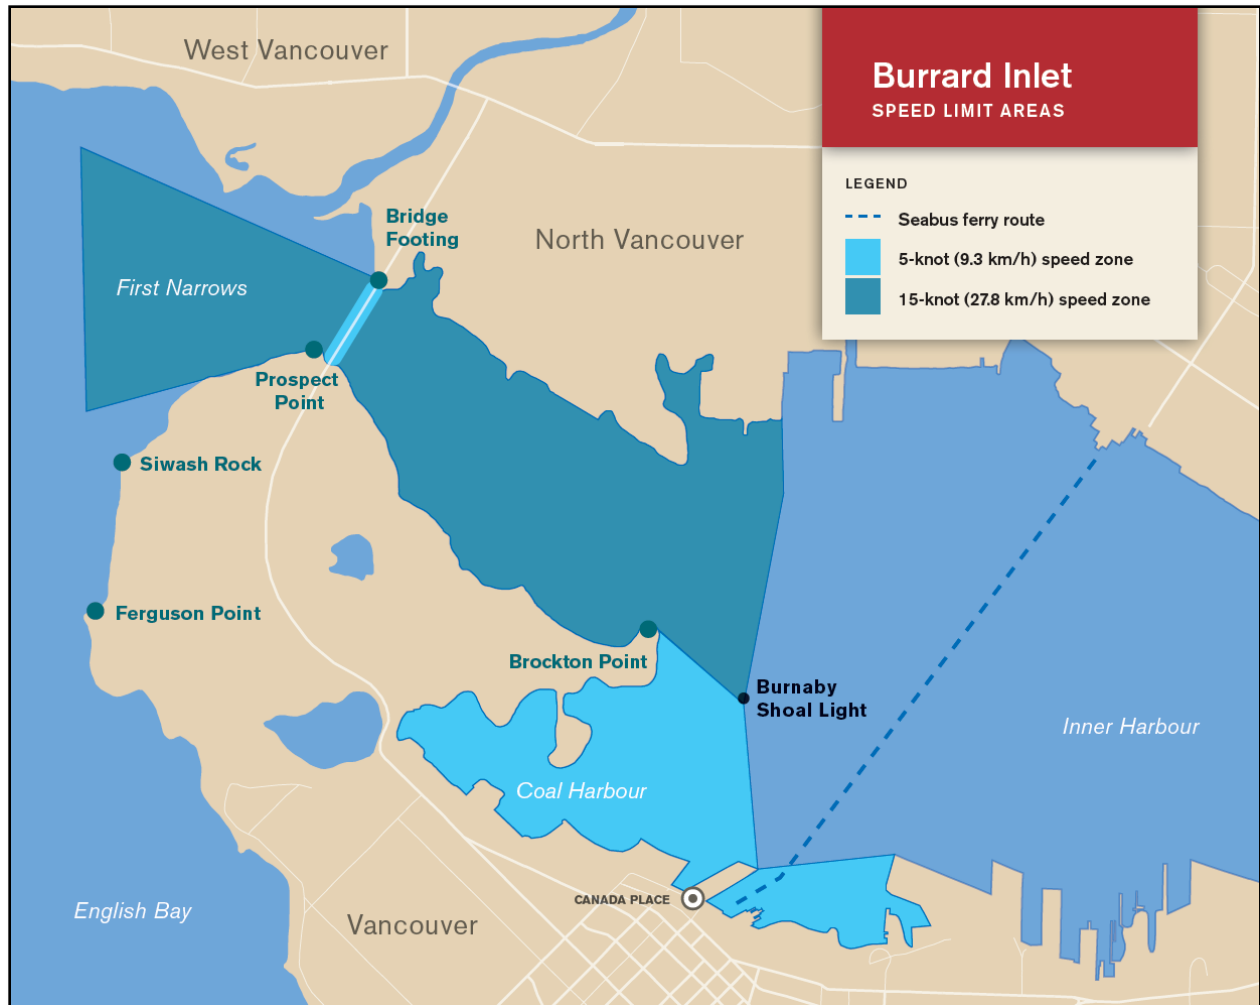 West Vancouver
Burrard Inlet
SPEED LIMIT AREAS
LEGEND
Seabus ferry route
5-knot (9.3 km/h) speed zone
15-knot (27.8 km/h) speed zone
Bridge
Footing
North Vancouver
First Narrows
Prospect
Point
Siwash Rock
Ferguson Point
Brockton Point
Burnaby
Shoal Light
Inner Harbour
Coal Harbour
CANADA PLACE
English Bay
Vancouver